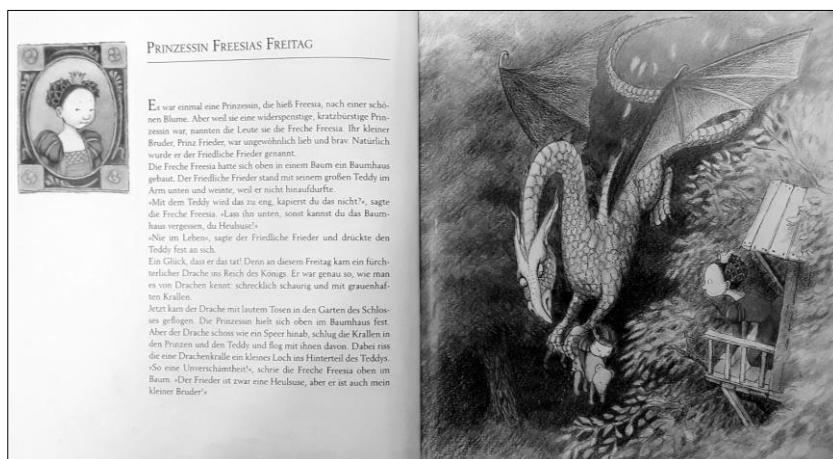 PRINZESSIN FREESIAS FREITAG
Es war einmal eine Prinzessin, die hieß Freesia, nach einer schö-
nen Blume. Aber weil sie eine widerspenstige, kratzbürstige Prin-
zessin war, nannten die Leute sie die Freche Freesia. Ihr kleiner
Bruder, Prinz Frieder, war ungewöhnlich lieb und brav. Natürlich
wurde er der Friedliche Frieder genannt.
Die Freche Freesia hatte sich oben in einem Baum ein Baumhaus
gebaut. Der Friedliche Frieder stand mit seinem großen Teddy im
Arm unten und weinte, weil er nicht hinaufdurfte.
»Mit dem Teddy wird das zu eng, kapierst du das nicht?«, sagte
die Freche Freesia. »Lass ihn unten, sonst kannst du das Baum-
haus vergessen, du Heulsuse!«
»Nie im Leben«, sagte der Friedliche Frieder und drückte den
Teddy fest an sich.
Ein Glück, dass er das tat! Denn an diesem Freitag kam ein fürch-
terlicher Drache ins Reich des Königs. Er war genau so, wie man
es von Drachen kennt: schrecklich schaurig und mit grauenhaf-
ten Krallen.
Jetzt kam der Drache mit lautem Tosen in den Garten des Schlos-
ses geflogen. Die Prinzessin hielt sich oben im Baumhaus fest.
Aber der Drache schoss wie ein Speer hinab, schlug die Krallen in
den Prinzen und den Teddy und flog mit ihnen davon. Dabei riss
die eine Drachenkralle ein kleines Loch ins Hinterteil des Teddys.
»So eine Unverschämtheit!«, schrie die Freche Freesia oben im
Baum. »Der Frieder ist zwar eine Heulsuse, aber er ist auch mein
kleiner Bruder!«